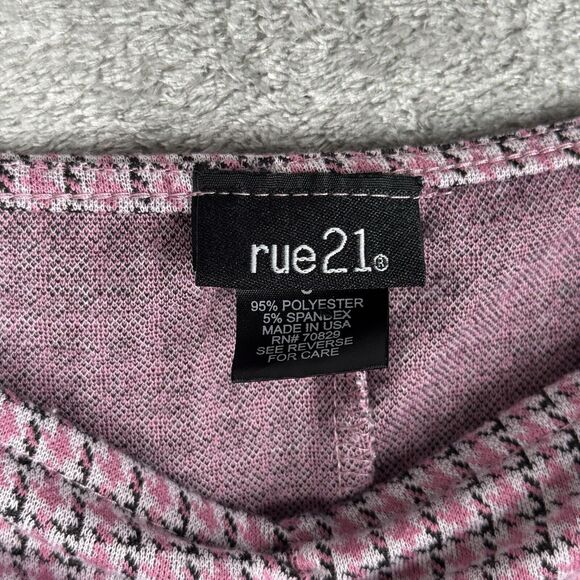 rue21®
95% POLYESTER
5% SPANDEX
MADE IN USA
RN# 70829
SEE REVERSE
FOR CARE